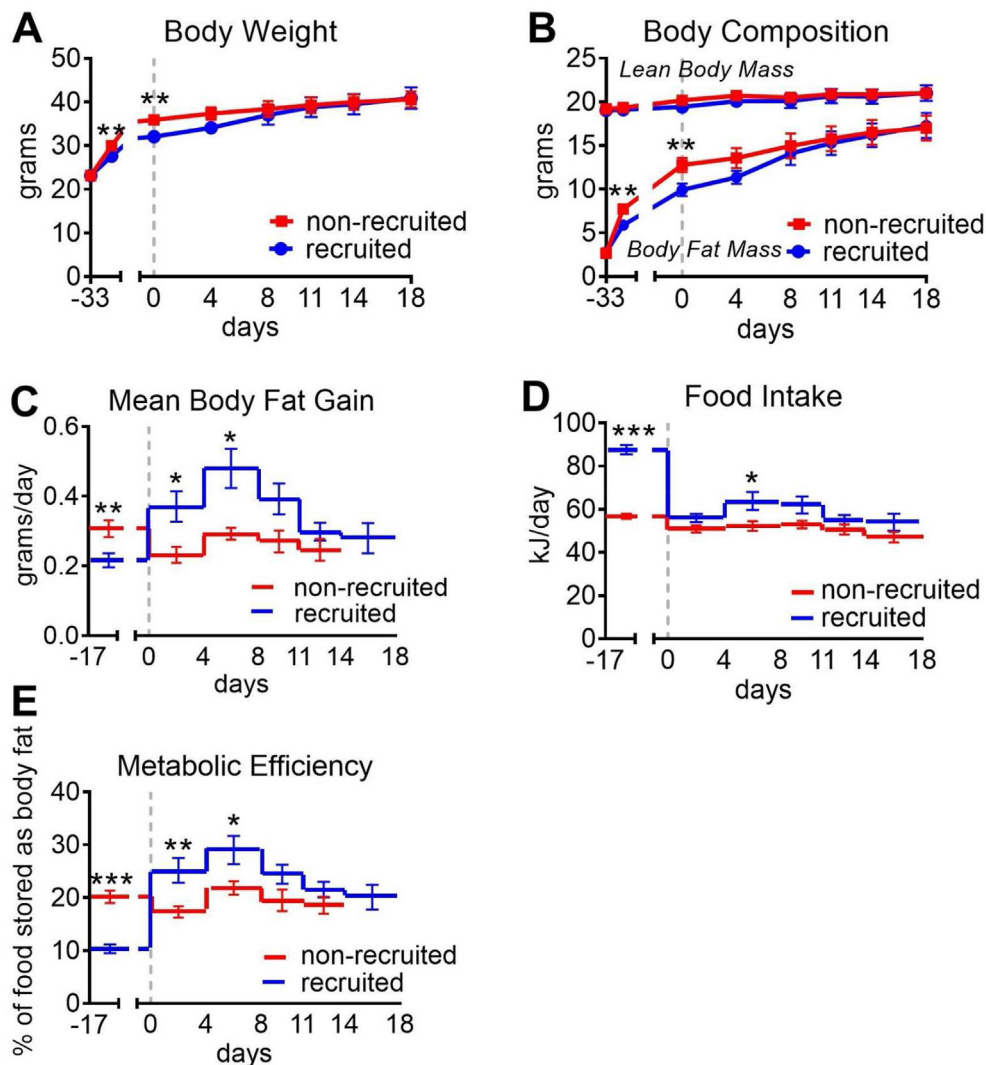 A
Body Weight
50
40
30
20
10
0
grams
**
**
non-recruited
recruited
-33 0 4 8 11 14 18
days
B
Body Composition
25
20
15
10
5
0
grams
Lean Body Mass
**
**
non-recruited
Body Fat Mass recruited
-33 0 4 8 11 14 18
days
C
Mean Body Fat Gain
0.6
0.4
0.2
0.0
grams/day
**
*
*
non-recruited
recruited
-17 0 4 8 11 14 18
days
D
Food Intake
100
80
60
40
20
0
kJ/day
***
*
non-recruited
recruited
-17 0 4 8 11 14 18
days
E
Metabolic Efficiency
40
30
20
10
0
% of food stored as body fat
***
**
*
non-recruited
recruited
-17 0 4 8 11 14 18
days